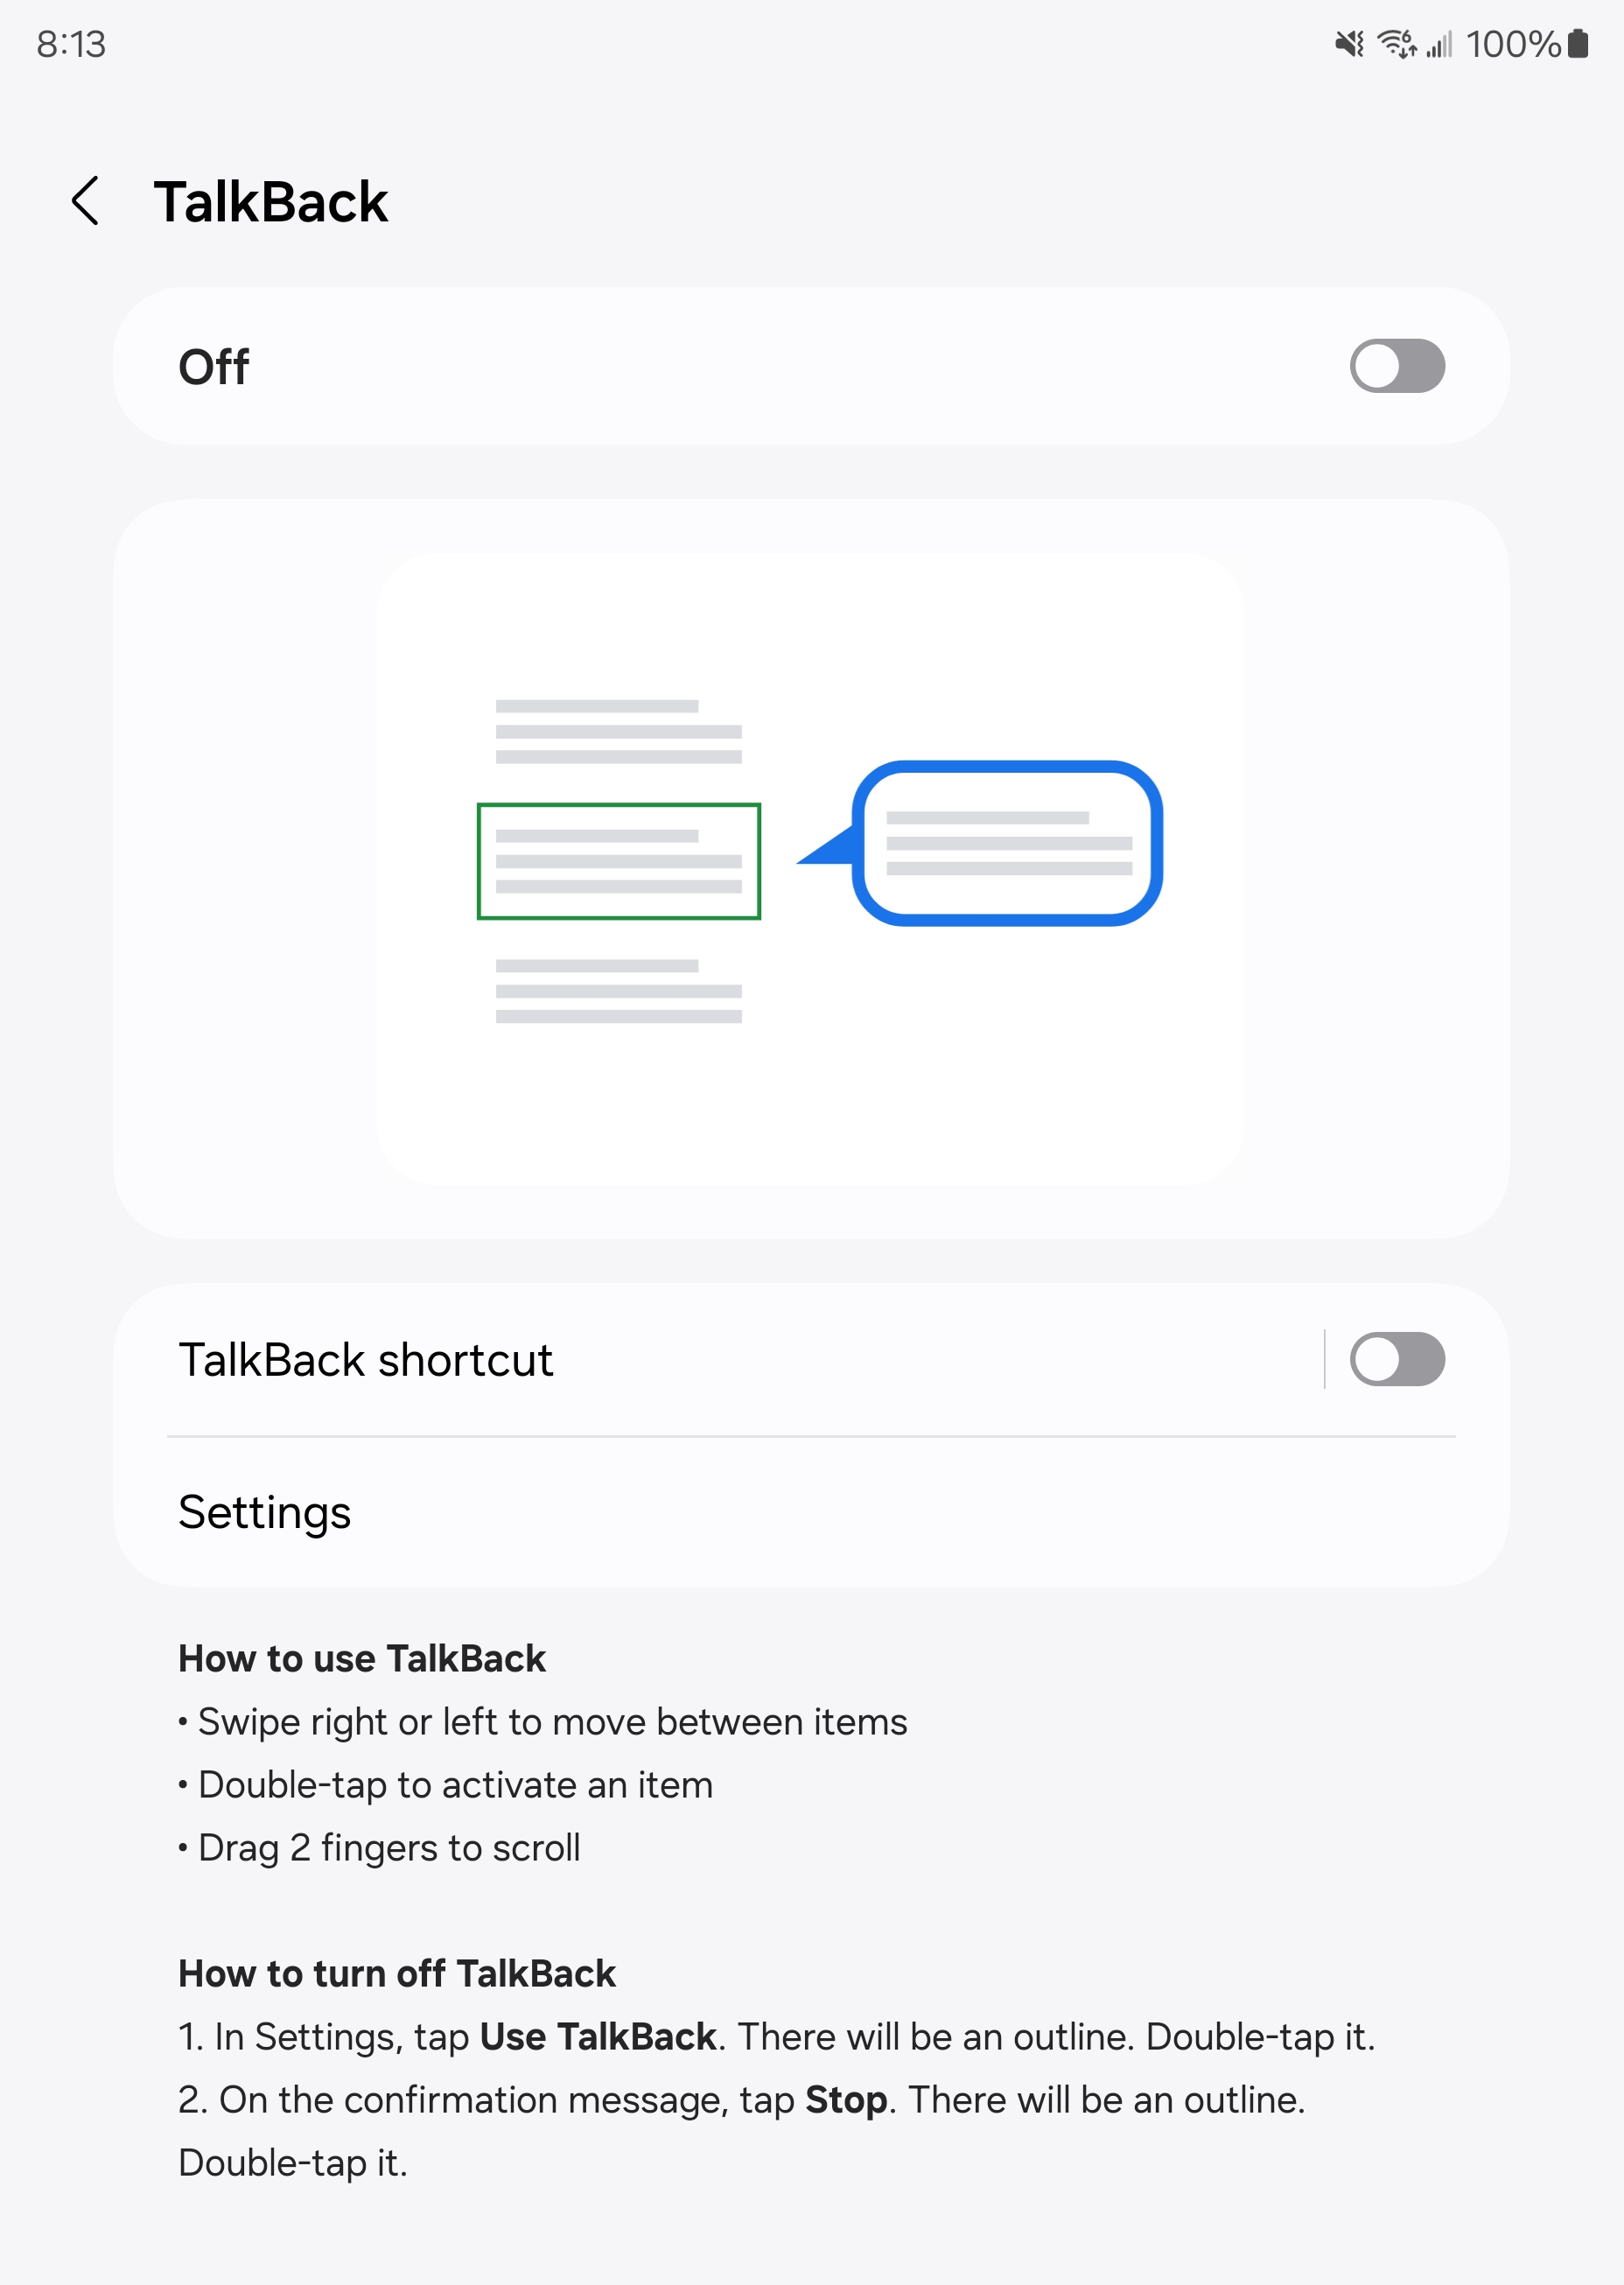 8:13
6
100%
TalkBack
Off
TalkBack shortcut
Settings
How to use TalkBack
• Swipe right or left to move between items
• Double-tap to activate an item
• Drag 2 fingers to scroll
How to turn off TalkBack
1. In Settings, tap Use TalkBack. There will be an outline. Double-tap it.
2. On the confirmation message, tap Stop. There will be an outline.
Double-tap it.